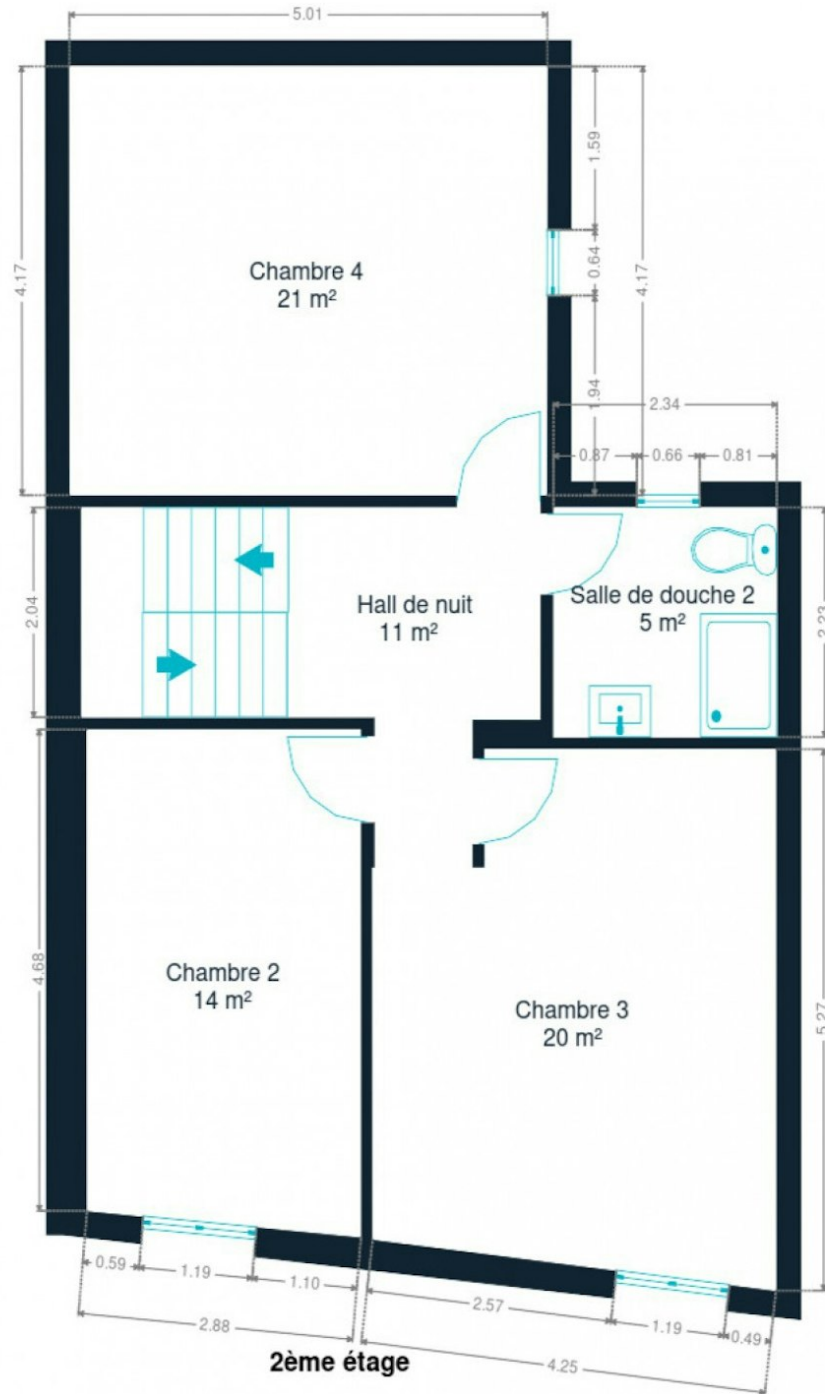 5.01
4.17
1.59
0.64
4.17
1.94
Chambre 4
21 m²
2.34
0.87
0.66
0.81
2.04
Hall de nuit
11 m²
Salle de douche 2
5 m²
2.23
4.68
Chambre 2
14 m²
Chambre 3
20 m²
5.27
0.59
1.19
1.10
2.88
2.57
1.19
0.49
4.25
2ème étage